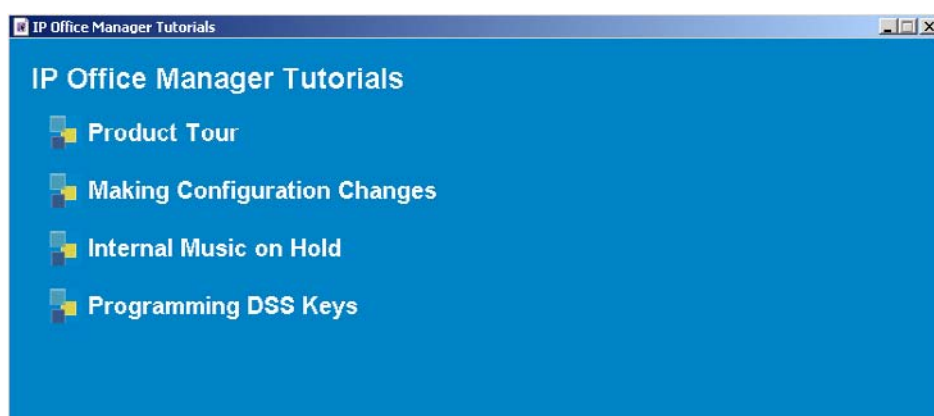 IP Office Manager Tutorials
IP Office Manager Tutorials
Product Tour
Making Configuration Changes
Internal Music on Hold
Programming DSS Keys